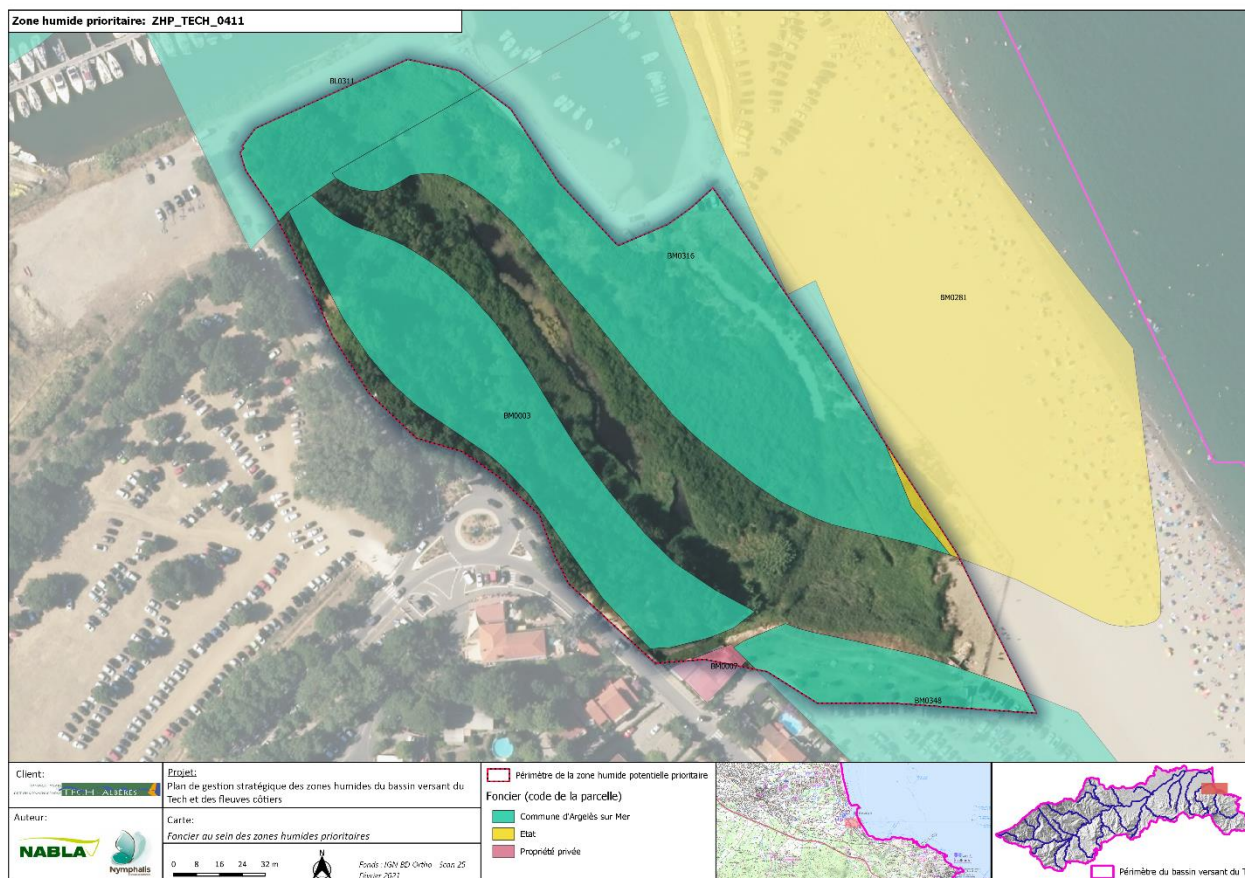 Zone humide prioritaire: ZHP_TECH_0411
BL0311
BM0316
BM0281
BM0003
BM0007
BM0348
Client:
TECH ALBÈRES
Projet:
Plan de gestion stratégique des zones humides du bassin versant du
Tech et des fleuves côtiers
Auteur:
NABLA
Nymphalis
Carte:
Foncier au sein des zones humides prioritaires
0 8 16 24 32 m
N
Fonds : IGN BD Ortho - Scan 25
Février 2021
Périmètre de la zone humide potentielle prioritaire
Foncier (code de la parcelle)
Commune d'Argelès sur Mer
Etat
Propriété privée
Périmètre du bassin versant du T